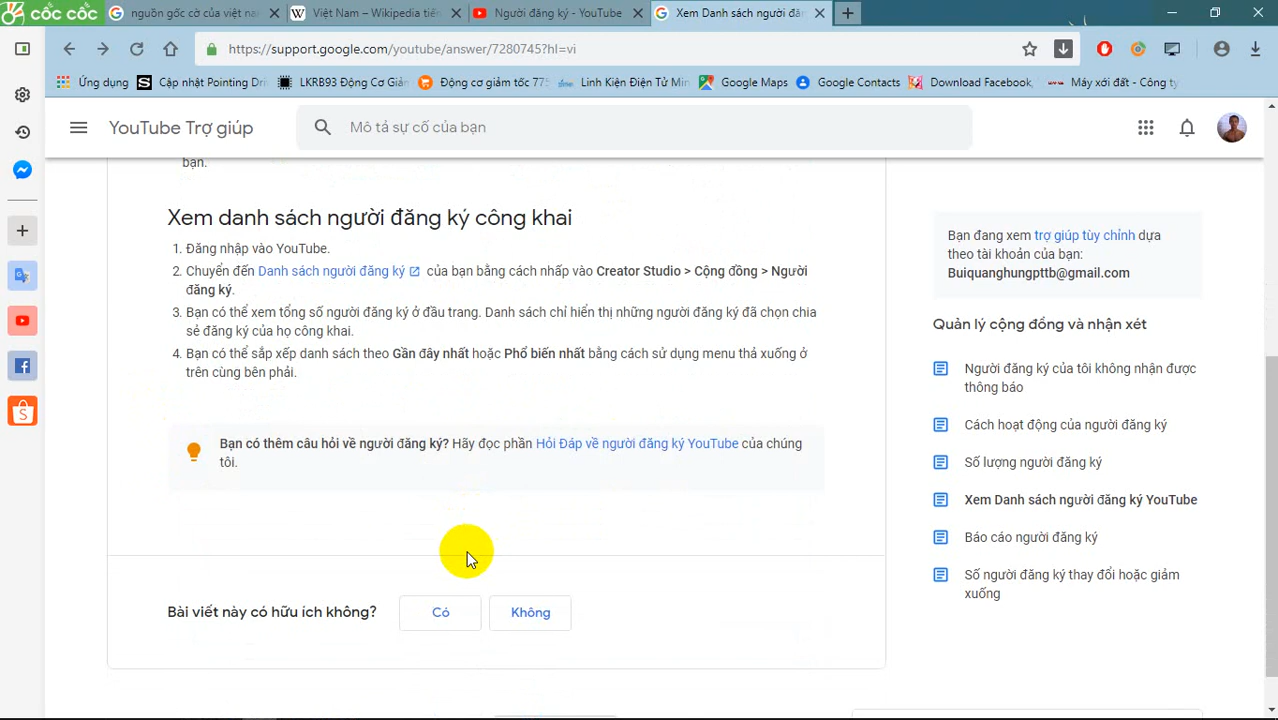 cốc cốc
nguồn gốc cờ của việt nam
Việt Nam – Wikipedia tiến
Người đăng ký - YouTube
Xem Danh sách người đăn
https://support.google.com/youtube/answer/7280745?hl=vi
Ứng dụng
Cập nhật Pointing Dri
LKRB93 Động Cơ Giản
Động cơ giảm tốc 775
Linh Kiện Điện Tử Min
Google Maps
Google Contacts
Download Facebook,
Máy xới đất - Công ty
YouTube Trợ giúp
Mô tả sự cố của bạn
bạn.
Xem danh sách người đăng ký công khai
1. Đăng nhập vào YouTube.
2. Chuyển đến Danh sách người đăng ký của bạn bằng cách nhấp vào Creator Studio > Cộng đồng > Người
đăng ký.
3. Bạn có thể xem tổng số người đăng ký ở đầu trang. Danh sách chỉ hiển thị những người đăng ký đã chọn chia
sẻ đăng ký của họ công khai.
4. Bạn có thể sắp xếp danh sách theo Gần đây nhất hoặc Phổ biến nhất bằng cách sử dụng menu thả xuống ở
trên cùng bên phải.
Bạn có thêm câu hỏi về người đăng ký? Hãy đọc phần Hỏi Đáp về người đăng ký YouTube của chúng
tôi.
Bài viết này có hữu ích không?
Có
Không
Bạn đang xem trợ giúp tùy chỉnh dựa
theo tài khoản của bạn:
Buiquanghungpttb@gmail.com
Quản lý cộng đồng và nhận xét
Người đăng ký của tôi không nhận được
thông báo
Cách hoạt động của người đăng ký
Số lượng người đăng ký
Xem Danh sách người đăng ký YouTube
Báo cáo người đăng ký
Số người đăng ký thay đổi hoặc giảm
xuống